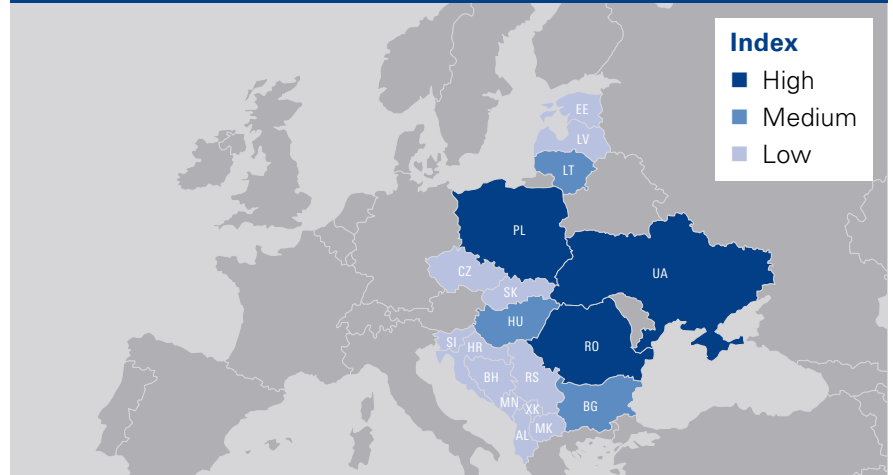 Index
High
Medium
Low
EE
LV
LT
PL
UA
CZ
SK
HU
SI
HR
RO
BH
RS
MN
XK
BG
AL
MK